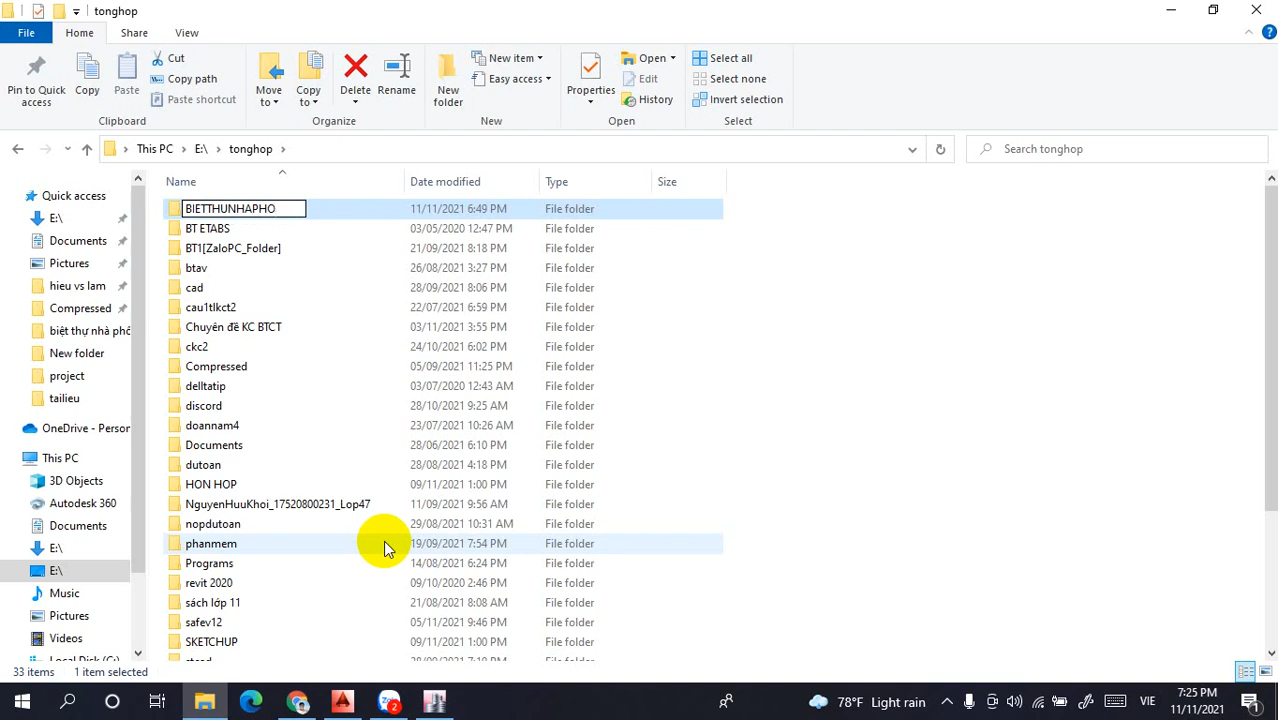 tonghop
File Home Share View
Pin to Quick access
Copy
Paste
Cut
Copy path
Paste shortcut
Clipboard
Move to
Copy to
Delete
Rename
Organize
New folder
New item
Easy access
New
Properties
Open
Edit
History
Open
Select all
Select none
Invert selection
Select
This PC > E:\ > tonghop >
Search tonghop
Name Date modified Type Size
BIETTHUNHAPHO 11/11/2021 6:49 PM File folder
BT ETABS 03/05/2020 12:47 PM File folder
BT1[ZaloPC_Folder] 21/09/2021 8:18 PM File folder
btav 26/08/2021 3:27 PM File folder
cad 28/09/2021 8:06 PM File folder
cau1tlkct2 22/07/2021 6:59 PM File folder
Chuyên đề KC BTCT 03/11/2021 3:55 PM File folder
ckc2 24/10/2021 6:02 PM File folder
Compressed 05/09/2021 11:25 PM File folder
delltatip 03/07/2020 12:43 AM File folder
discord 28/10/2021 9:25 AM File folder
doannam4 23/07/2021 10:26 AM File folder
Documents 28/06/2021 6:10 PM File folder
dutoan 28/08/2021 4:18 PM File folder
HON HOP 09/11/2021 1:00 PM File folder
NguyenHuuKhoi_17520800231_Lop47 11/09/2021 9:56 AM File folder
nopdutoan 29/08/2021 10:31 AM File folder
phanmem 19/09/2021 7:54 PM File folder
Programs 14/08/2021 6:24 PM File folder
revit 2020 09/10/2020 2:46 PM File folder
sách lớp 11 21/08/2021 8:08 AM File folder
safev12 05/11/2021 9:46 PM File folder
SKETCHUP 09/11/2021 1:00 PM File folder
Quick access
E:\
Documents
Pictures
hieu vs lam
Compressed
biệt thự nhà phố
New folder
project
tailieu
OneDrive - Person
This PC
3D Objects
Autodesk 360
Documents
E:\
E:\
Music
Pictures
Videos
Local Disk (C:)
33 items 1 item selected
2
78°F Light rain
VIE
7:25 PM
11/11/2021
1